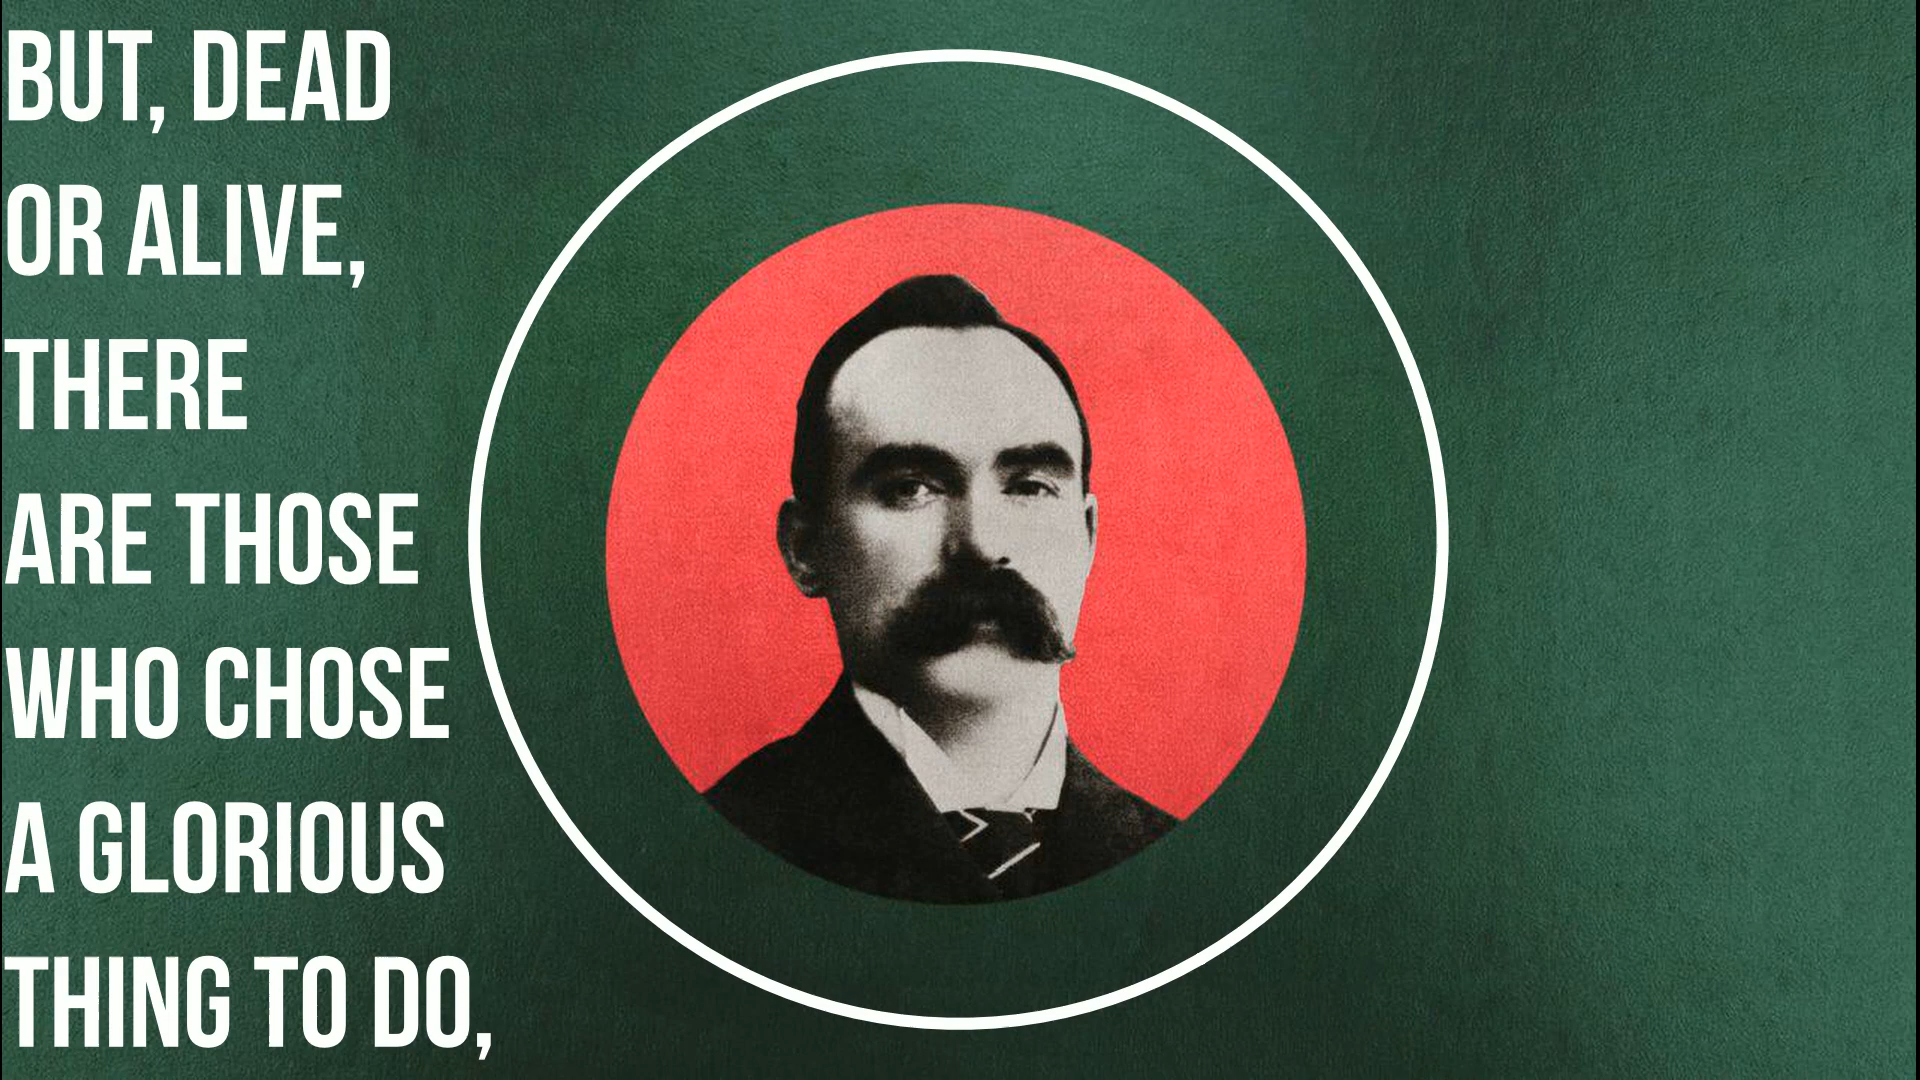 BUT, DEAD
OR ALIVE,
THERE
ARE THOSE
WHO CHOSE
A GLORIOUS
THING TO DO,